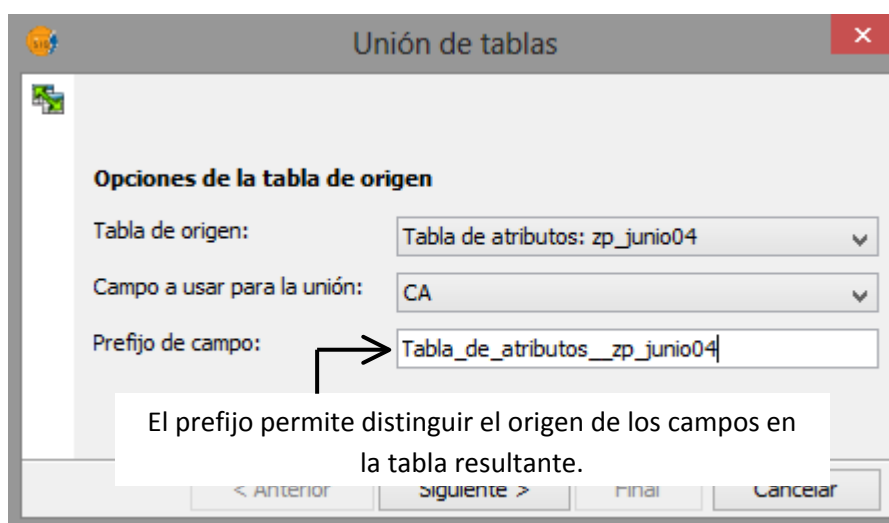 Unión de tablas
Opciones de la tabla de origen
Tabla de origen: Tabla de atributos: zp_junio04
Campo a usar para la unión: CA
Prefijo de campo: Tabla_de_atributos__zp_junio04
El prefijo permite distinguir el origen de los campos en
la tabla resultante.
< Anterior Siguiente > Final Cancelar